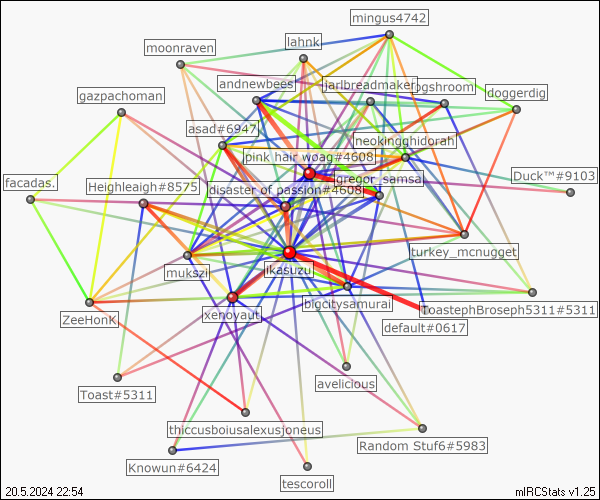 mingus4742
lahnk
moonraven
andnewbees
jarlbreadmaker
pgshroom
doggerdig
gazpachoman
asad#6947
neokingghidorah
pink hair woag#4608
Duck™#9103
facadas.
Heighleaigh#8575
gregor_samsa
disaster of passion#4608
turkey_mcnugget
mukszi
ikasuzu
ZeeHonK
xenoyaut
bigcitysamurai
ToastephBroseph5311#5311
default#0617
Toast#5311
avelicious
thiccusboiusalexusjoneus
Random Stuf6#5983
Knowun#6424
tescoroll
20.5.2024 22:54
mIRCStats v1.25